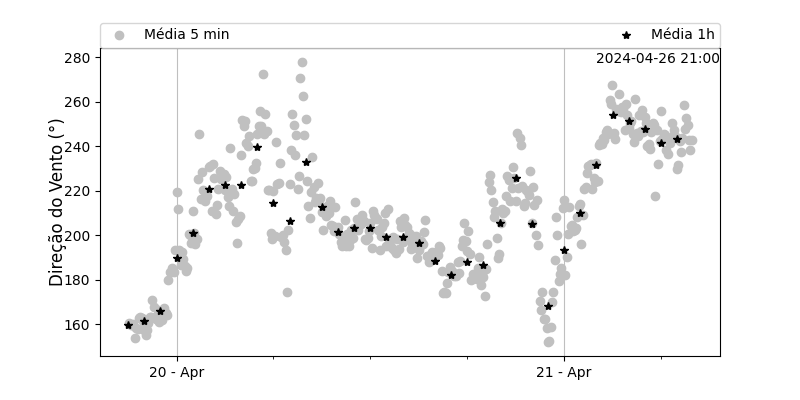 Média 5 min
Média 1h
2024-04-26 21:00
Direção do Vento (°)
280
260
240
220
200
180
160
20 - Apr
21 - Apr